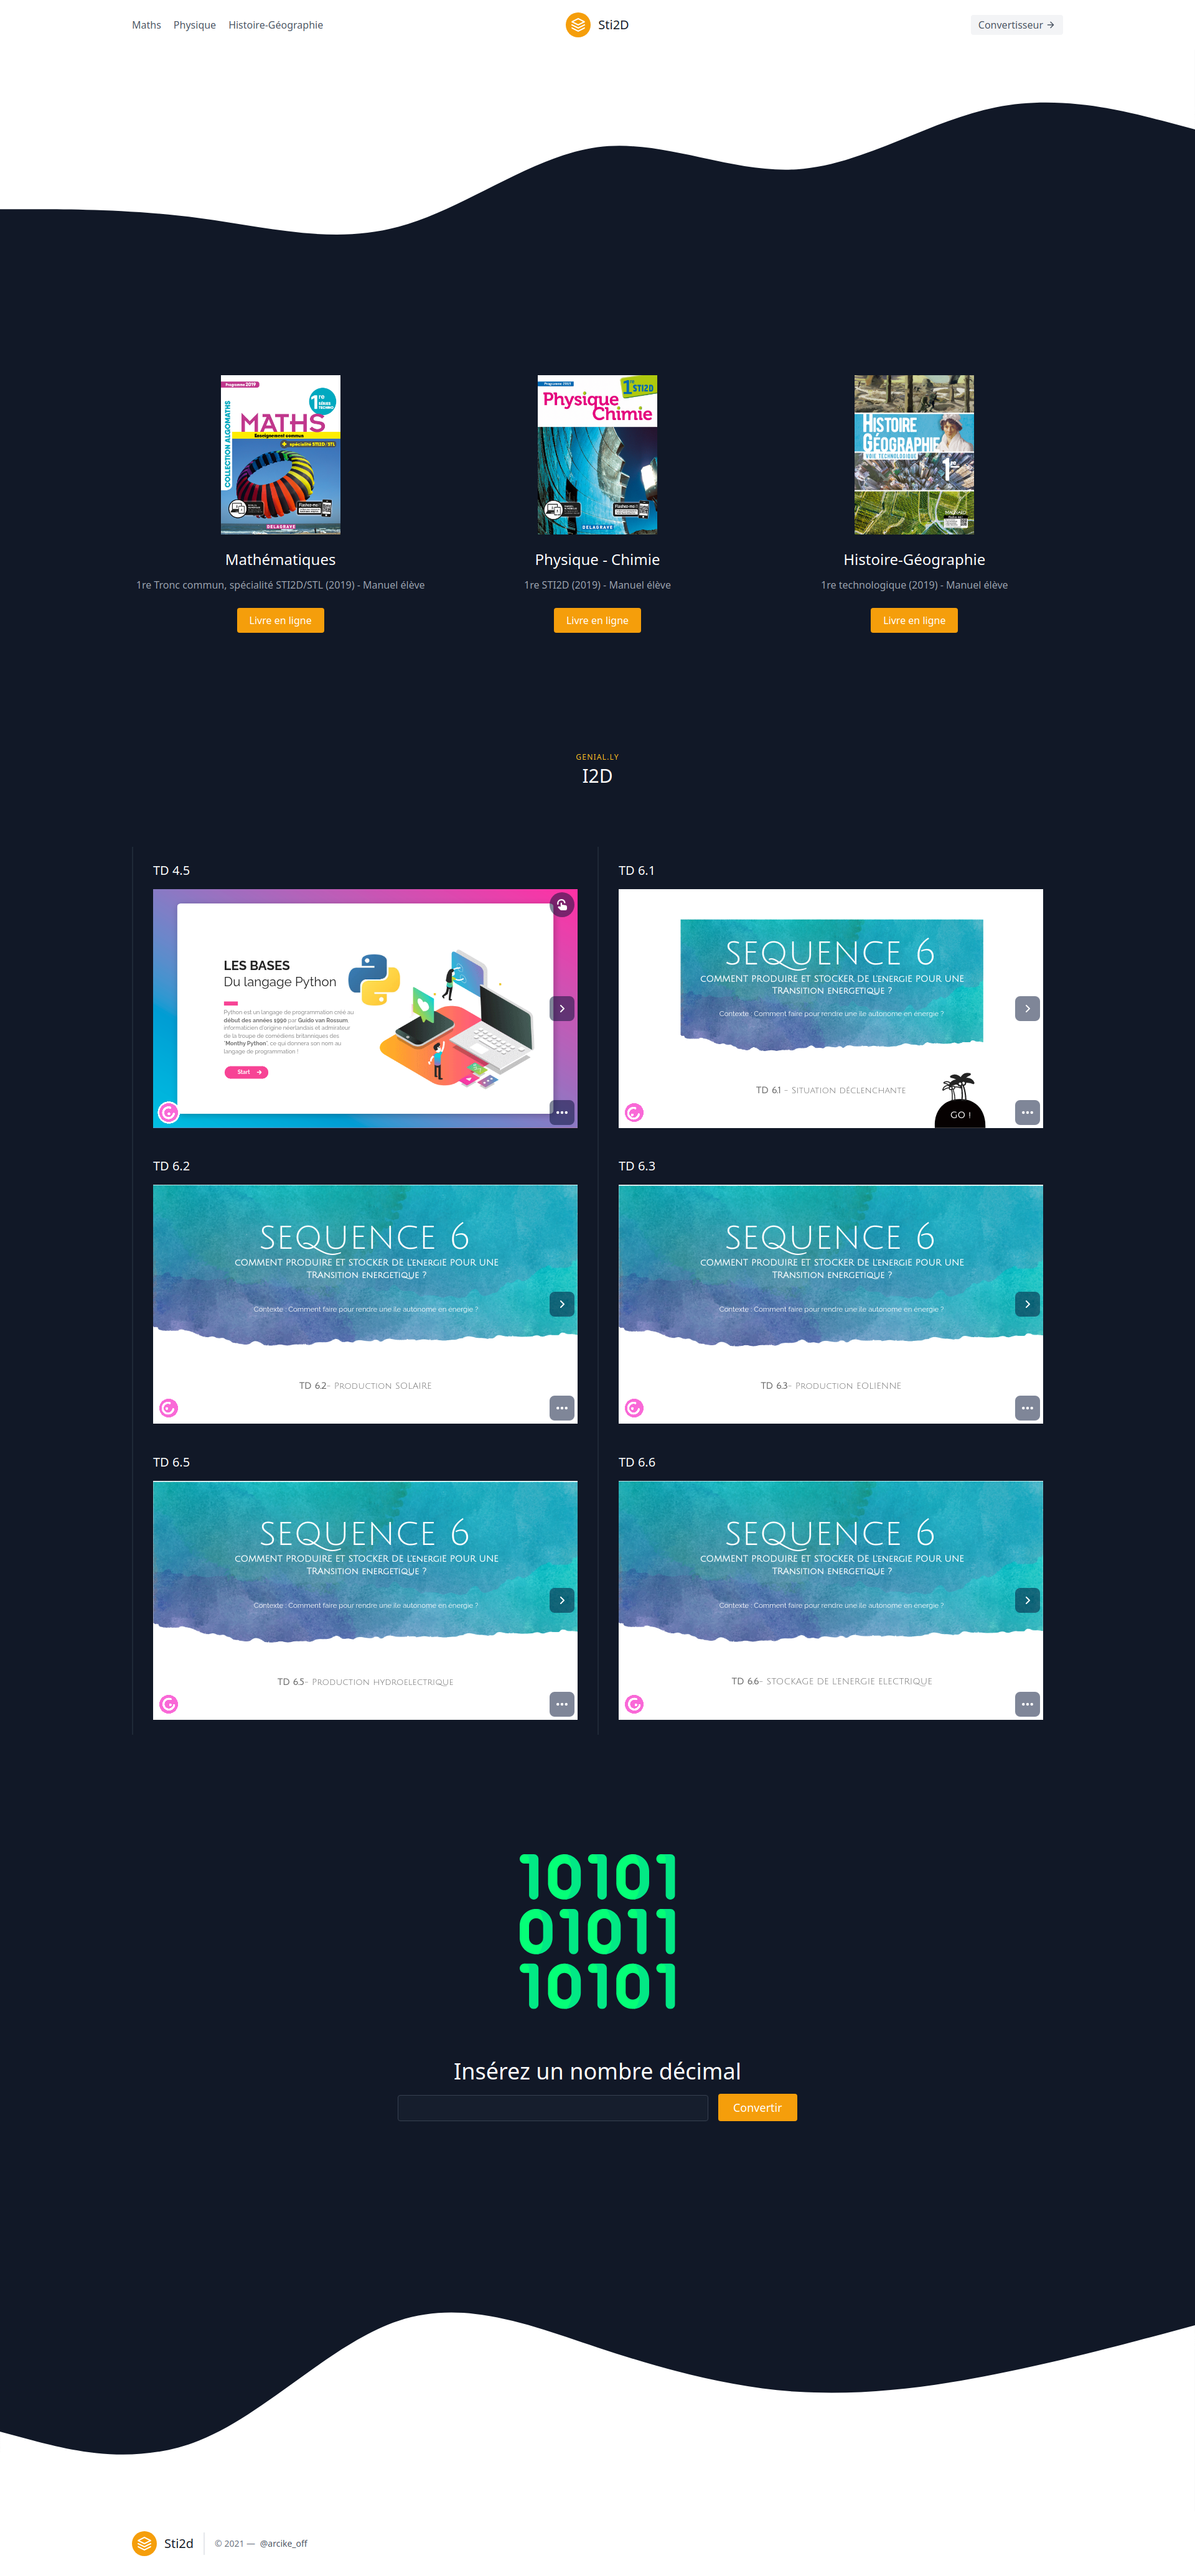 Maths Physique Histoire-Géographie
Sti2D
Convertisseur →
Programme 2019
1re
SÉRIES
TECHNO
MATHS
Enseignement commun
+ spécialité STI2D/STL
COLLECTION ALGOMATHS
DELAGRAVE
Programme 2019
1re STI2D
Physique
Chimie
DELAGRAVE
HISTOIRE
GÉOGRAPHIE
VOIE TECHNOLOGIQUE
1re
Mathématiques
1re Tronc commun, spécialité STI2D/STL (2019) - Manuel élève
Livre en ligne
Physique - Chimie
1re STI2D (2019) - Manuel élève
Livre en ligne
Histoire-Géographie
1re technologique (2019) - Manuel élève
Livre en ligne
GENIAL.LY
I2D
TD 4.5
LES BASES
Du langage Python
Python est un langage de programmation créé au
début des années 1990 par Guido van Rossum,
informaticien d'origine néerlandais et admirateur
de la troupe de comédiens britanniques des
"Monthy Python", ce qui donnera son nom au
langage de programmation !
Start →
TD 6.1
SEQUENCE 6
COMMENT PRODUIRE ET STOCKER DE L'ENERGIE POUR UNE
TRANSITION ENERGETIQUE ?
Contexte : Comment faire pour rendre une île autonome en énergie ?
TD 6.1 - SITUATION DÉCLENCHANTE
GO !
TD 6.2
SEQUENCE 6
COMMENT PRODUIRE ET STOCKER DE L'ENERGIE POUR UNE
TRANSITION ENERGETIQUE ?
Contexte : Comment faire pour rendre une île autonome en énergie ?
TD 6.2- PRODUCTION SOLAIRE
TD 6.3
SEQUENCE 6
COMMENT PRODUIRE ET STOCKER DE L'ENERGIE POUR UNE
TRANSITION ENERGETIQUE ?
Contexte : Comment faire pour rendre une île autonome en énergie ?
TD 6.3- PRODUCTION EOLIENNE
TD 6.5
SEQUENCE 6
COMMENT PRODUIRE ET STOCKER DE L'ENERGIE POUR UNE
TRANSITION ENERGETIQUE ?
Contexte : Comment faire pour rendre une île autonome en énergie ?
TD 6.5- PRODUCTION HYDROELECTRIQUE
TD 6.6
SEQUENCE 6
COMMENT PRODUIRE ET STOCKER DE L'ENERGIE POUR UNE
TRANSITION ENERGETIQUE ?
Contexte : Comment faire pour rendre une île autonome en énergie ?
TD 6.6- STOCKAGE DE L'ENERGIE ELECTRIQUE
10101
01011
10101
Insérez un nombre décimal
Convertir
Sti2d
© 2021 — @arcike_off